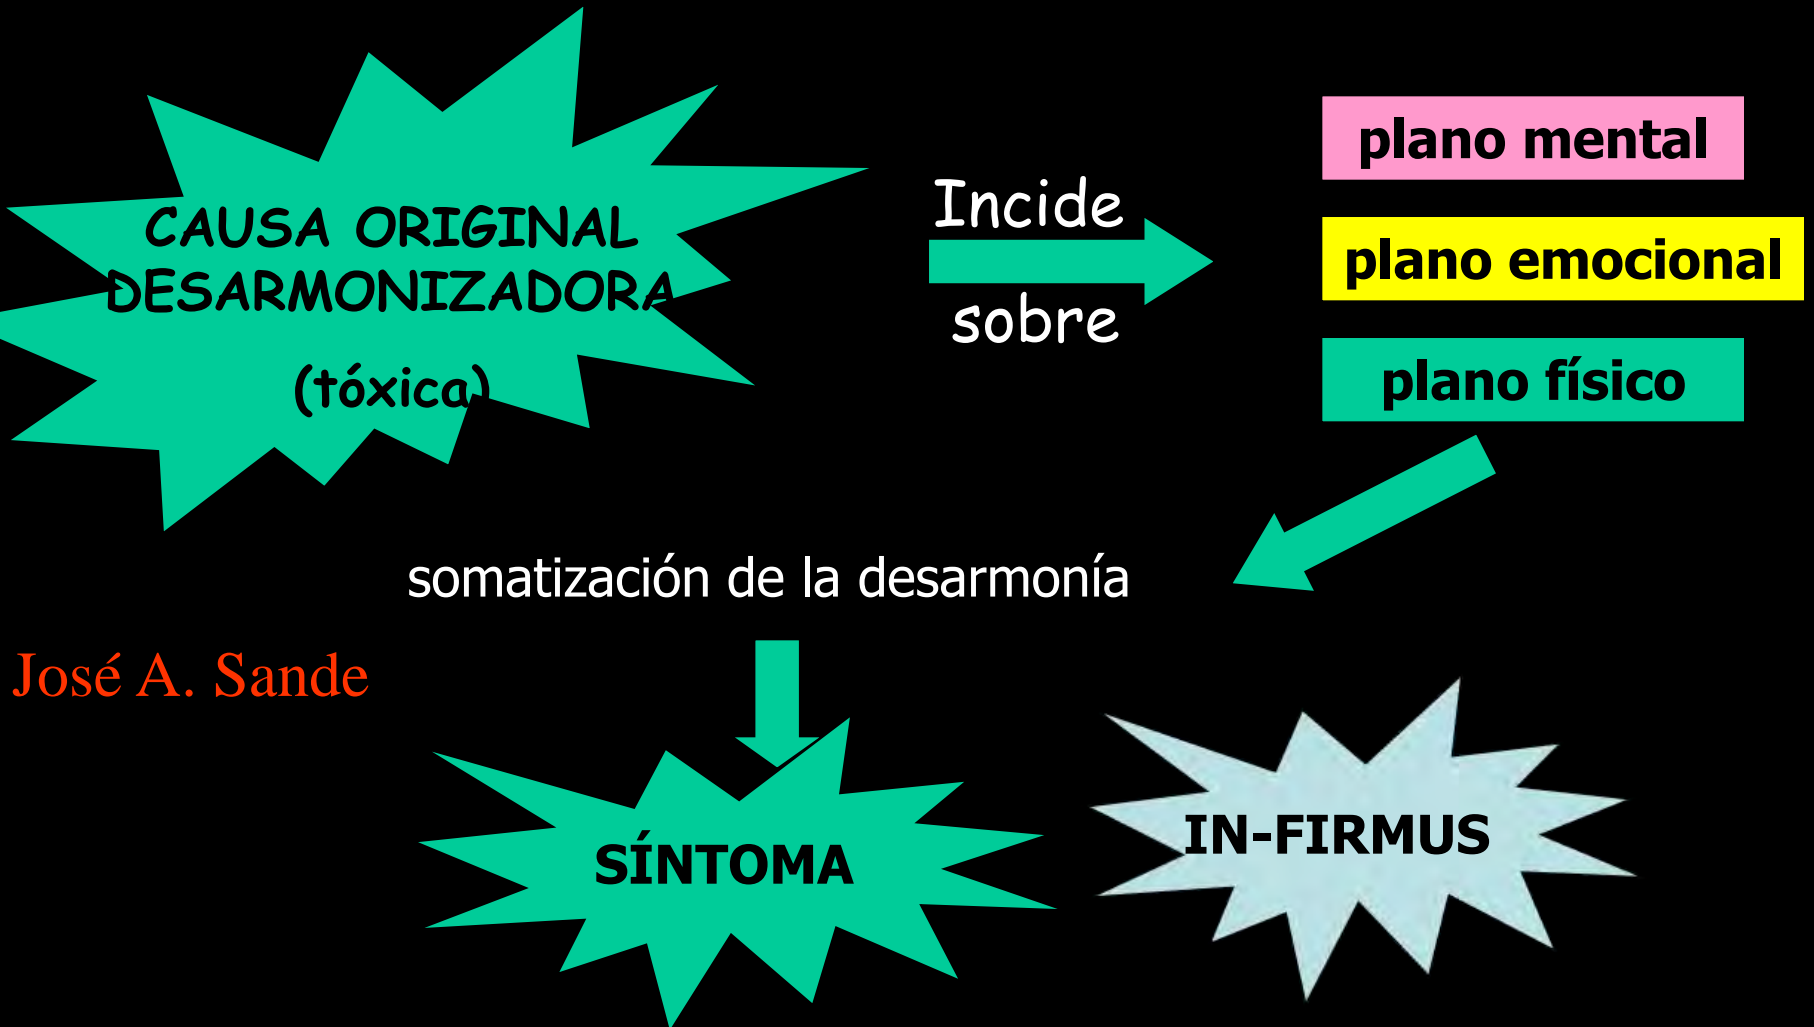 CAUSA ORIGINAL
DESARMONIZADORA
(tóxica)
Incide
sobre
plano mental
plano emocional
plano físico
somatización de la desarmonía
José A. Sande
SÍNTOMA
IN-FIRMUS